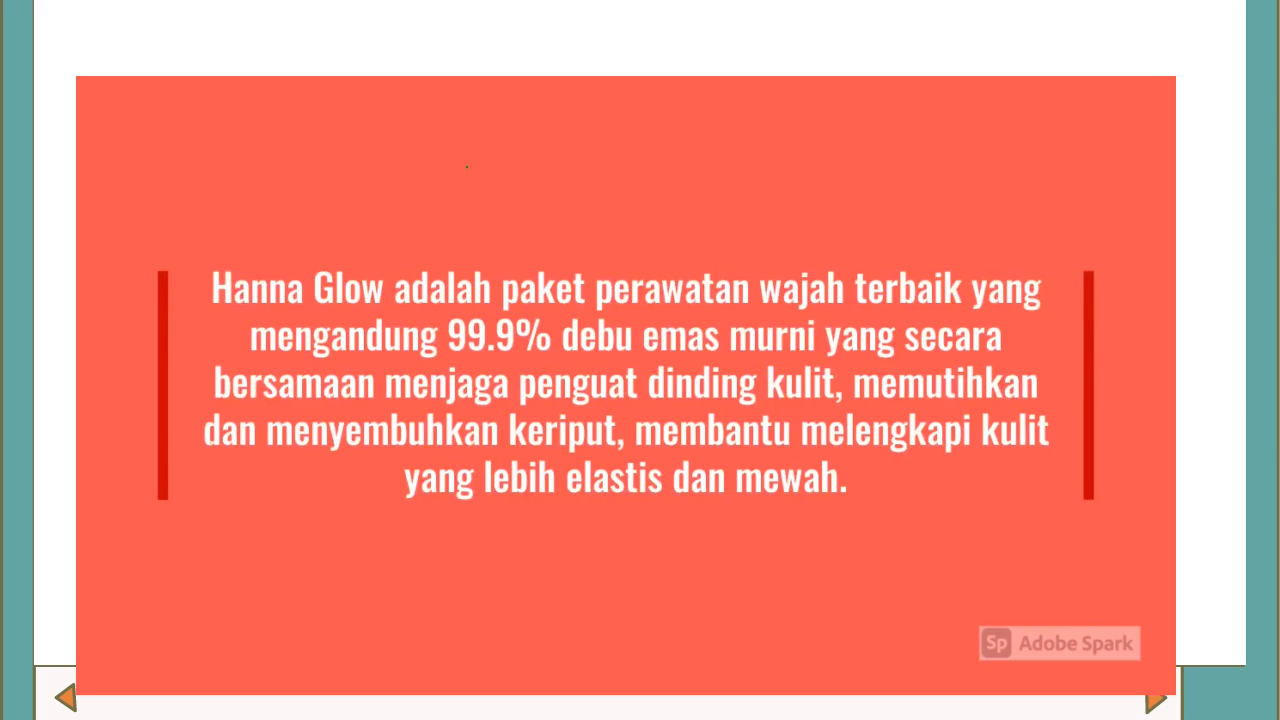 Hanna Glow adalah paket perawatan wajah terbaik yang
mengandung 99.9% debu emas murni yang secara
bersamaan menjaga penguat dinding kulit, memutihkan
dan menyembuhkan keriput, membantu melengkapi kulit
yang lebih elastis dan mewah.
Sp Adobe Spark